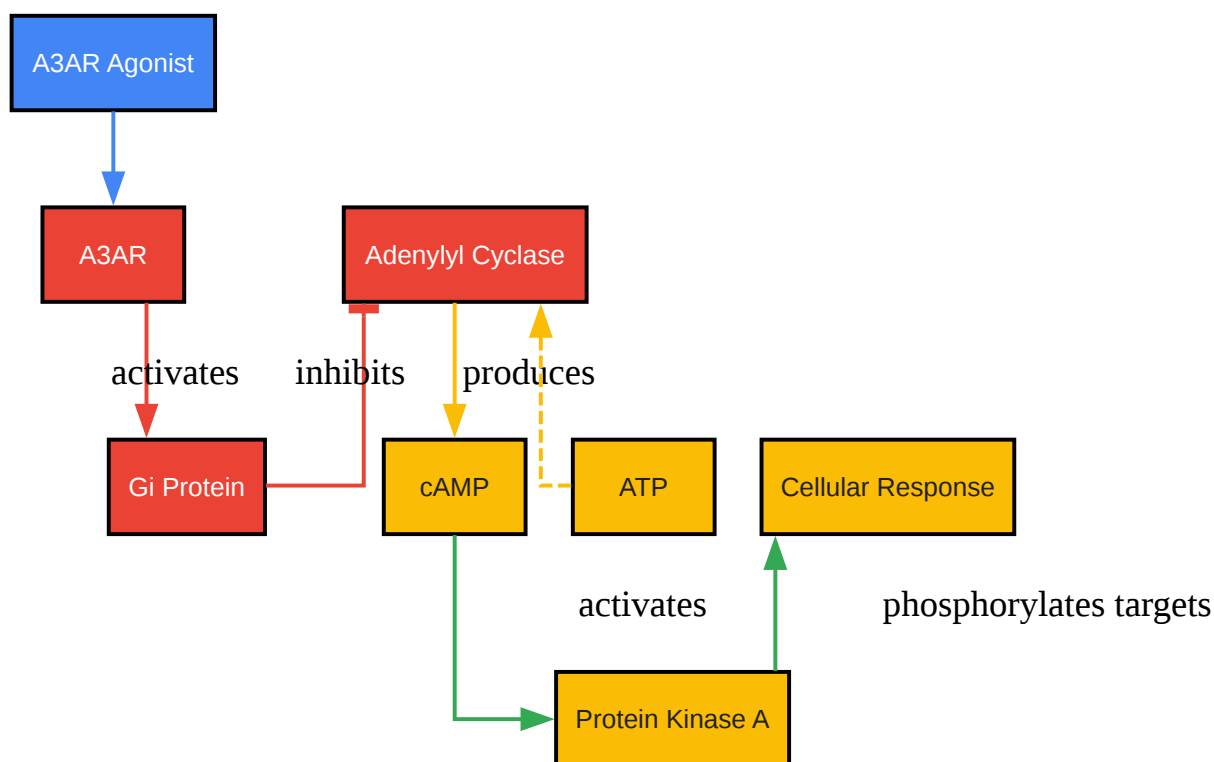 A3AR Agonist
A3AR
Adenylyl Cyclase
activates
inhibits
produces
Gi Protein
cAMP
ATP
Cellular Response
activates
phosphorylates targets
Protein Kinase A